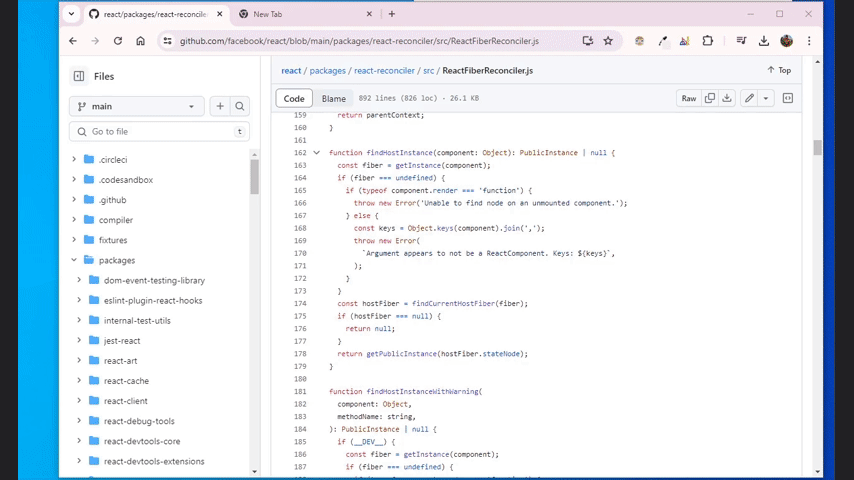 react/packages/react-reconciler
New Tab
github.com/facebook/react/blob/main/packages/react-reconciler/src/ReactFiberReconciler.js
Files
main
Go to file
t
.circleci
.codesandbox
.github
compiler
fixtures
packages
dom-event-testing-library
eslint-plugin-react-hooks
internal-test-utils
jest-react
react-art
react-cache
react-client
react-debug-tools
react-devtools-core
react-devtools-extensions
react / packages / react-reconciler / src / ReactFiberReconciler.js
Top
Code
Blame
892 lines (826 loc) · 26.1 KB
Raw
159 return parentContext;
160 }
161
162 function findHostInstance(component: Object): PublicInstance | null {
163 const fiber = getInstance(component);
164 if (fiber === undefined) {
165 if (typeof component.render === 'function') {
166 throw new Error('Unable to find node on an unmounted component.');
167 } else {
168 const keys = Object.keys(component).join(',');
169 throw new Error(
170 `Argument appears to not be a ReactComponent. Keys: ${keys}`,
171 );
172 }
173 }
174 const hostFiber = findCurrentHostFiber(fiber);
175 if (hostFiber === null) {
176 return null;
177 }
178 return getPublicInstance(hostFiber.stateNode);
179 }
180
181 function findHostInstanceWithWarning(
182 component: Object,
183 methodName: string,
184 ): PublicInstance | null {
185 if (__DEV__) {
186 const fiber = getInstance(component);
187 if (fiber === undefined) {